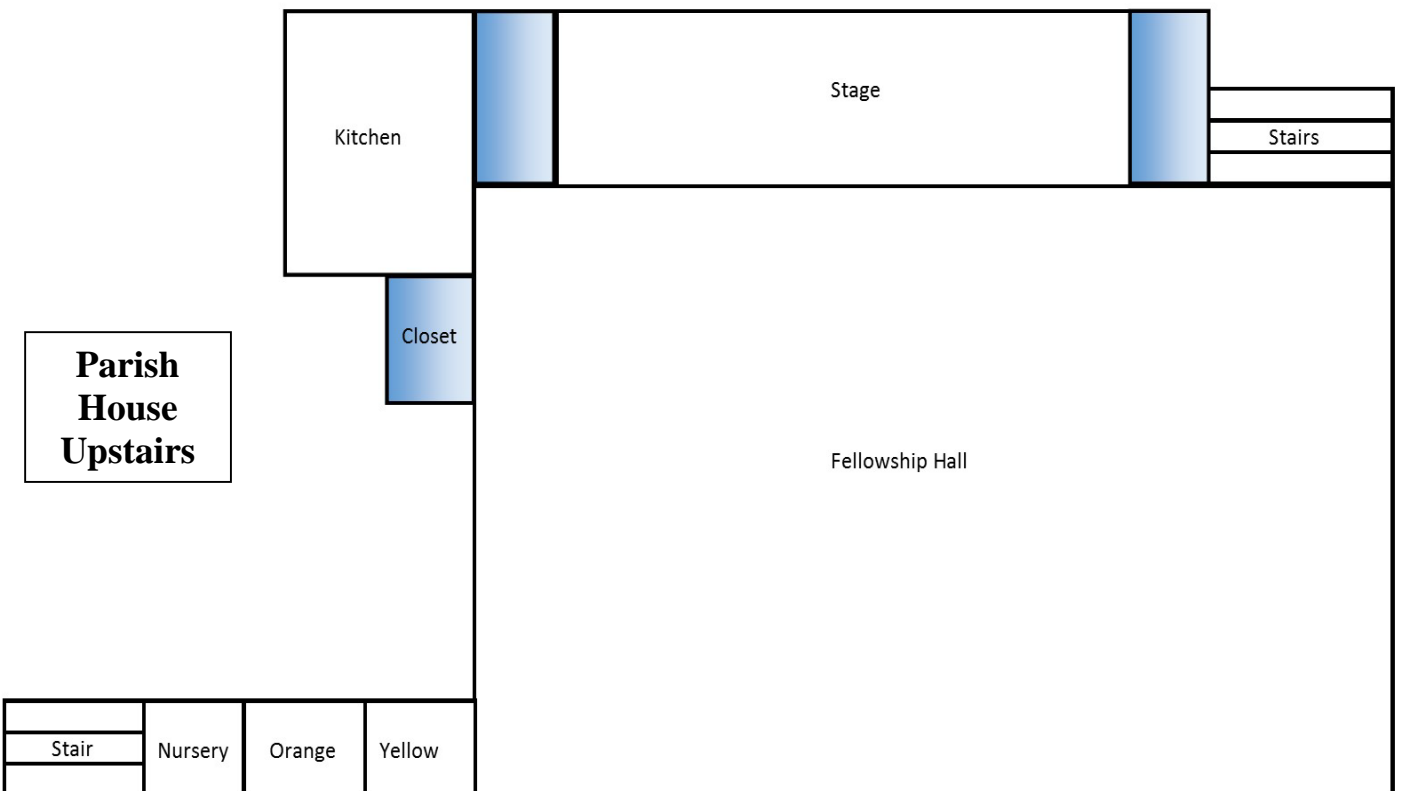 Stage
Kitchen
Stairs
Closet
Parish
House
Upstairs
Fellowship Hall
Stair
Nursery
Orange
Yellow